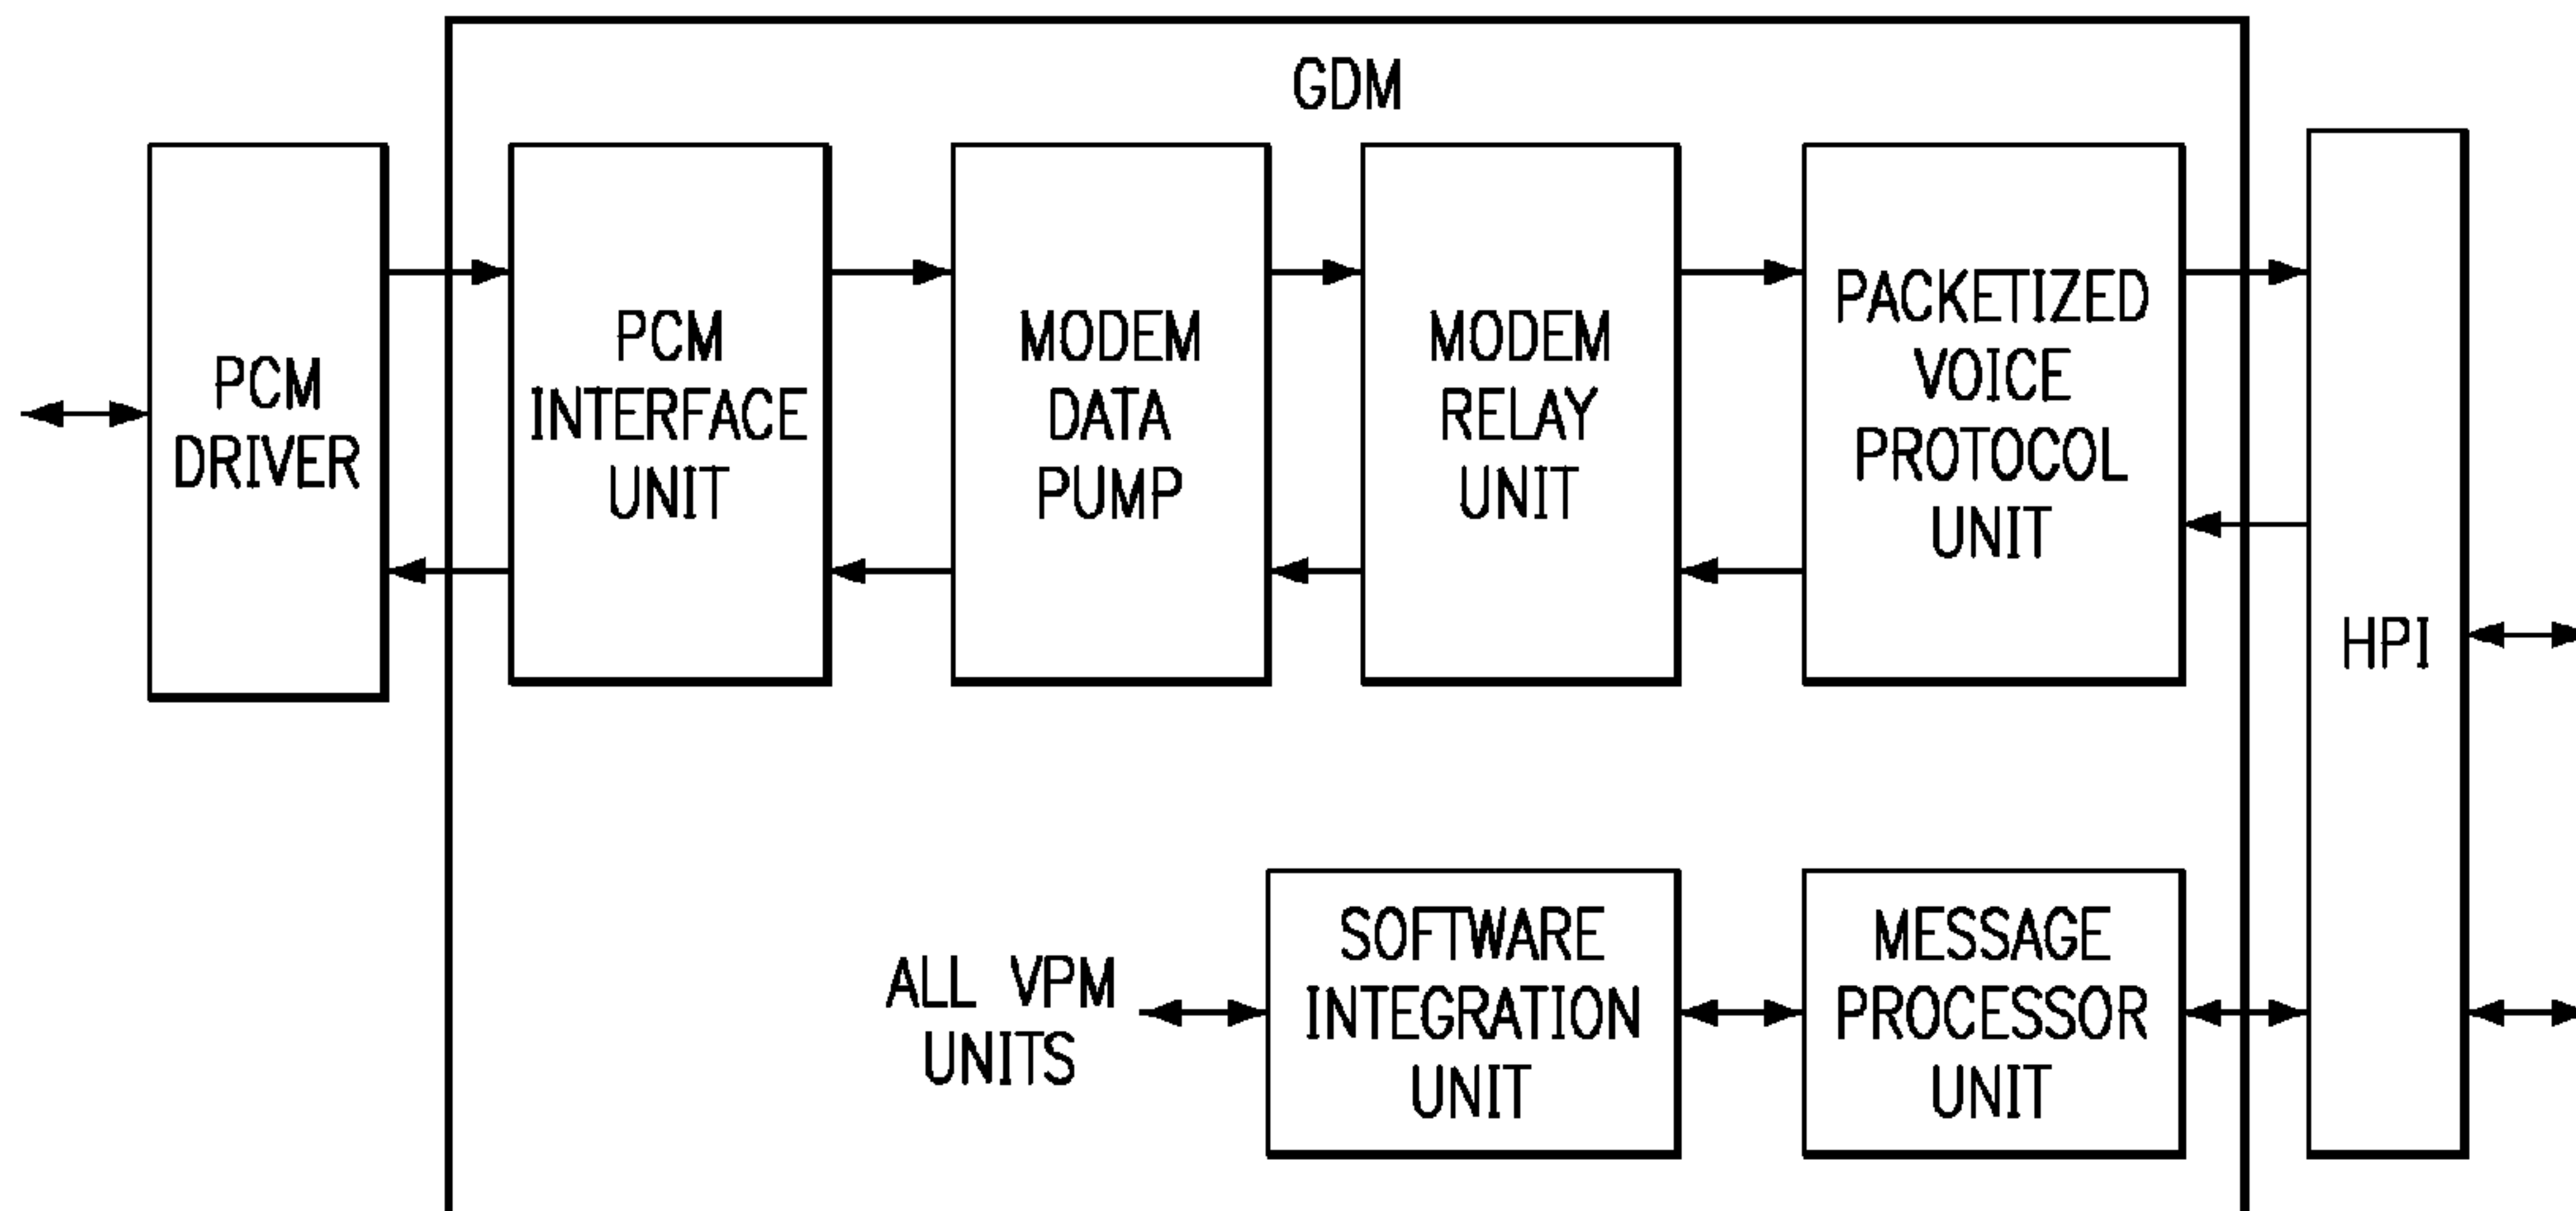 GDM
PCM
DRIVER
PCM
INTERFACE
UNIT
MODEM
DATA
PUMP
MODEM
RELAY
UNIT
PACKETIZED
VOICE
PROTOCOL
UNIT
HPI
ALL VPM
UNITS
SOFTWARE
INTEGRATION
UNIT
MESSAGE
PROCESSOR
UNIT